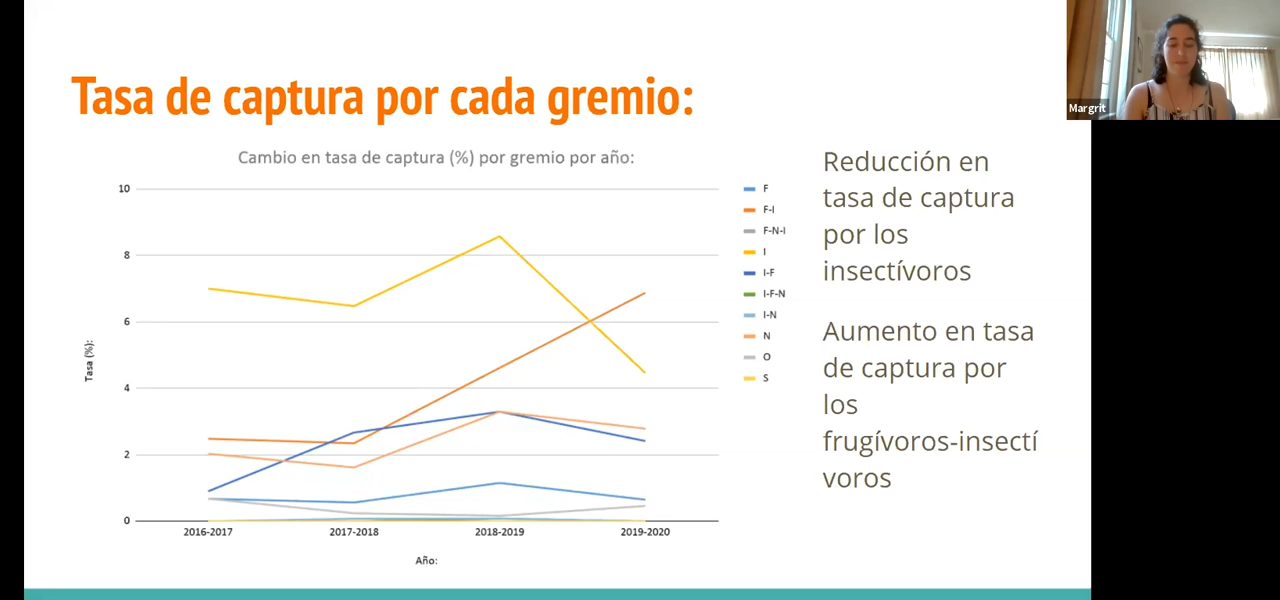 Tasa de captura por cada gremio:
Margrit
Cambio en tasa de captura (%) por gremio por año:
10
8
6
4
2
0
Tasa (%):
2016-2017
2017-2018
2018-2019
2019-2020
Año:
F
F-I
F-N-I
I
I-F
I-F-N
I-N
N
O
S
Reducción en
tasa de captura
por los
insectívoros
Aumento en tasa
de captura por
los
frugívoros-insectí
voros